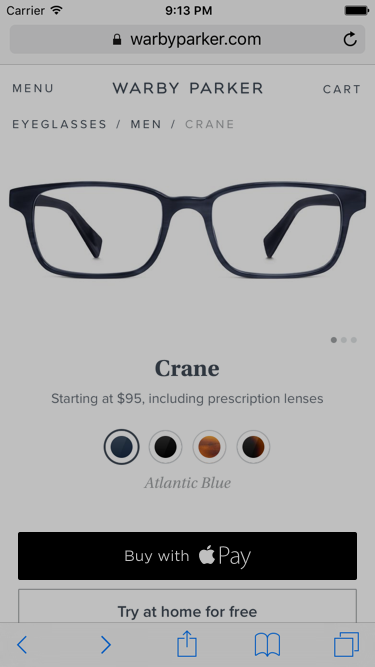 Carrier 9:13 PM
warbyparker.com
MENU WARBY PARKER CART
EYEGLASSES / MEN / CRANE
Crane
Starting at $95, including prescription lenses
Atlantic Blue
Buy with Pay
Try at home for free